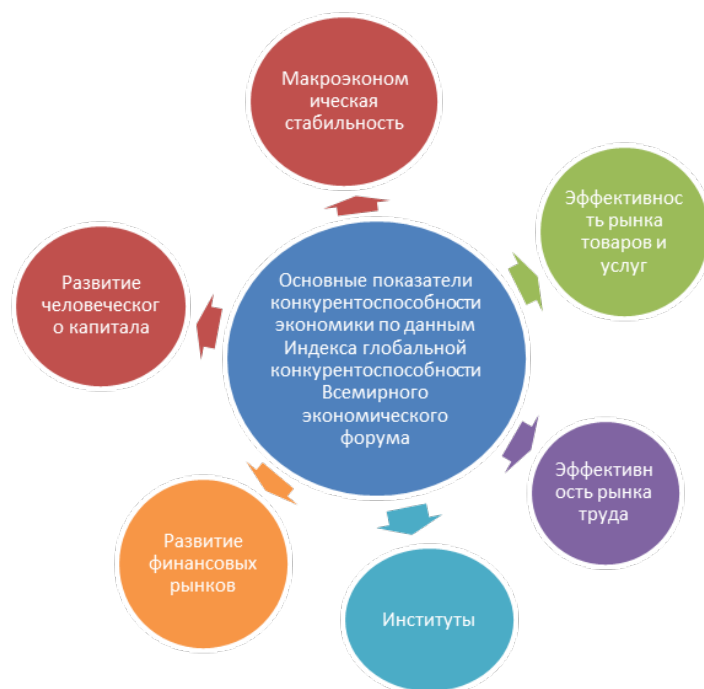 Макроэконом
ическая
стабильность
Эффективнос
ть рынка
товаров и
услуг
Развитие
человеческог
о капитала
Основные показатели
конкурентоспособности
экономики по данным
Индекса глобальной
конкурентоспособности
Всемирного
экономического
форума
Эффективн
ость рынка
труда
Развитие
финансовых
рынков
Институты